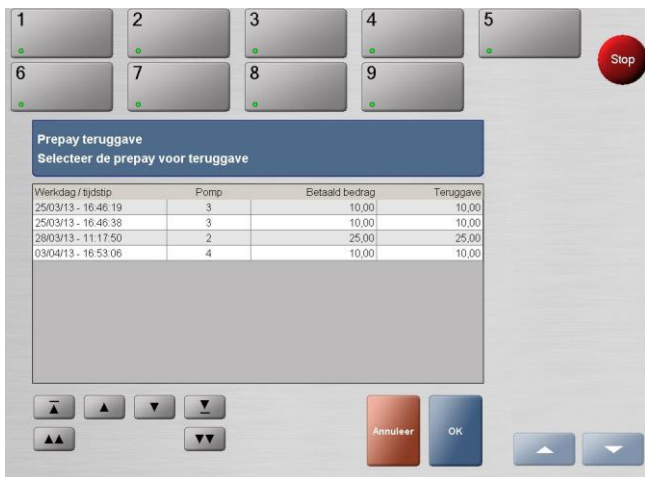 1 2 3 4 5
Stop
6 7 8 9
Prepay teruggave
Selecteer de prepay voor teruggave
Werkdag / tijdstip Pomp Betaald bedrag Teruggave
25/03/13 - 16:46:19 3 10,00 10,00
25/03/13 - 16:46:38 3 10,00 10,00
28/03/13 - 11:17:50 2 25,00 25,00
03/04/13 - 16:53:06 4 10,00 10,00
Annuleer OK